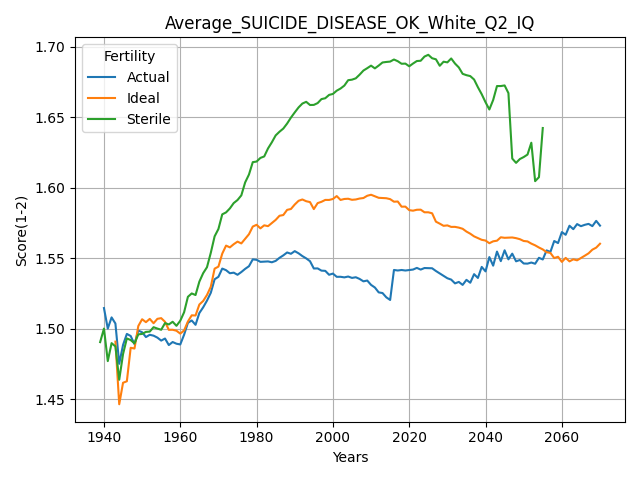 Average_SUICIDE_DISEASE_OK_White_Q2_IQ
Fertility
Actual
Ideal
Sterile
Score(1-2)
1.70
1.65
1.60
1.55
1.50
1.45
1940 1960 1980 2000 2020 2040 2060
Years